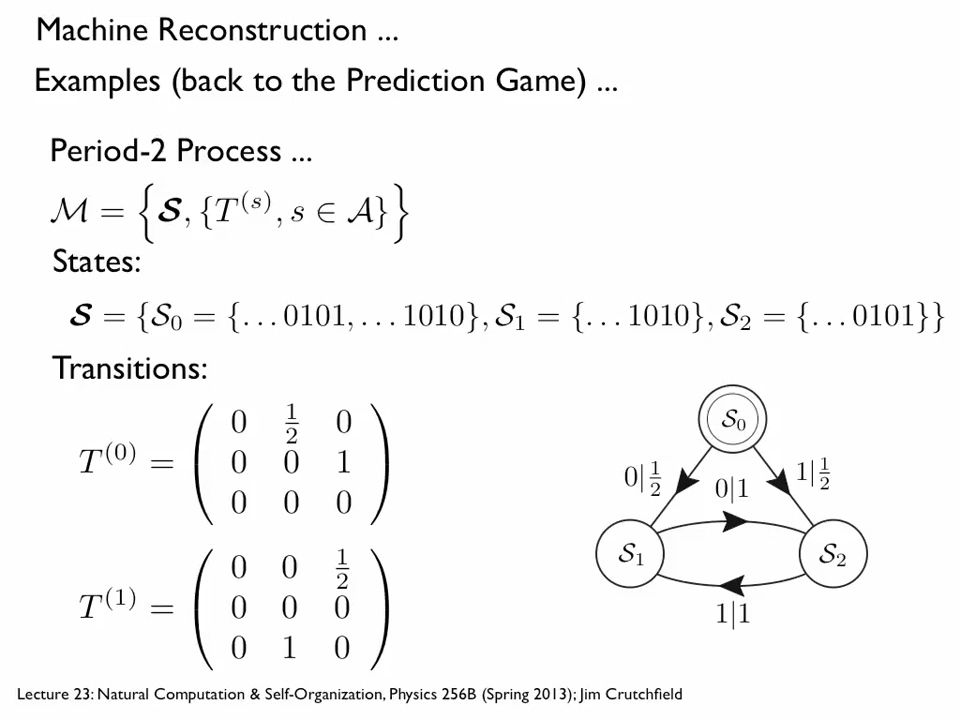 Machine Reconstruction ...
Examples (back to the Prediction Game) ...
Period-2 Process ...
ℳ = {𝓢, {T^(s), s ∈ 𝒜}}
States:
𝓢 = {𝒮₀ = {...0101, ...1010}, 𝒮₁ = {...1010}, 𝒮₂ = {...0101}}
Transitions:
T^(0) = ( 0 1/2 0
0 0 1
0 0 0 )
T^(1) = ( 0 0 1/2
0 0 0
0 1 0 )
𝒮₀
0|1/2
0|1
1|1/2
𝒮₁
𝒮₂
1|1
Lecture 23: Natural Computation & Self-Organization, Physics 256B (Spring 2013); Jim Crutchfield